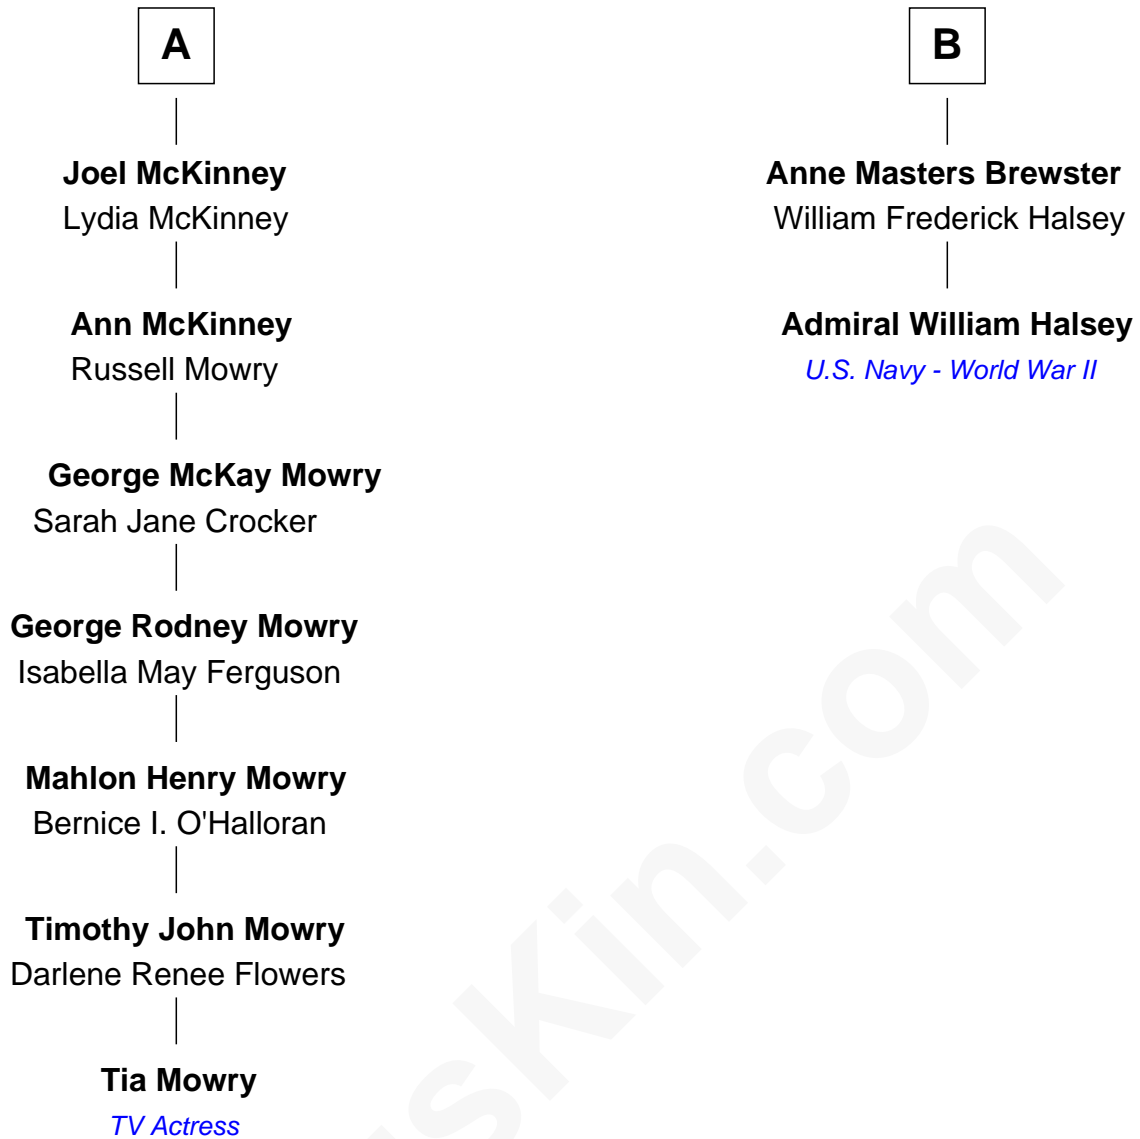 A
Joel McKinney
Lydia McKinney
Ann McKinney
Russell Mowry
George McKay Mowry
Sarah Jane Crocker
George Rodney Mowry
Isabella May Ferguson
Mahlon Henry Mowry
Bernice I. O'Halloran
Timothy John Mowry
Darlene Renee Flowers
Tia Mowry
TV Actress
B
Anne Masters Brewster
William Frederick Halsey
Admiral William Halsey
U.S. Navy - World War II